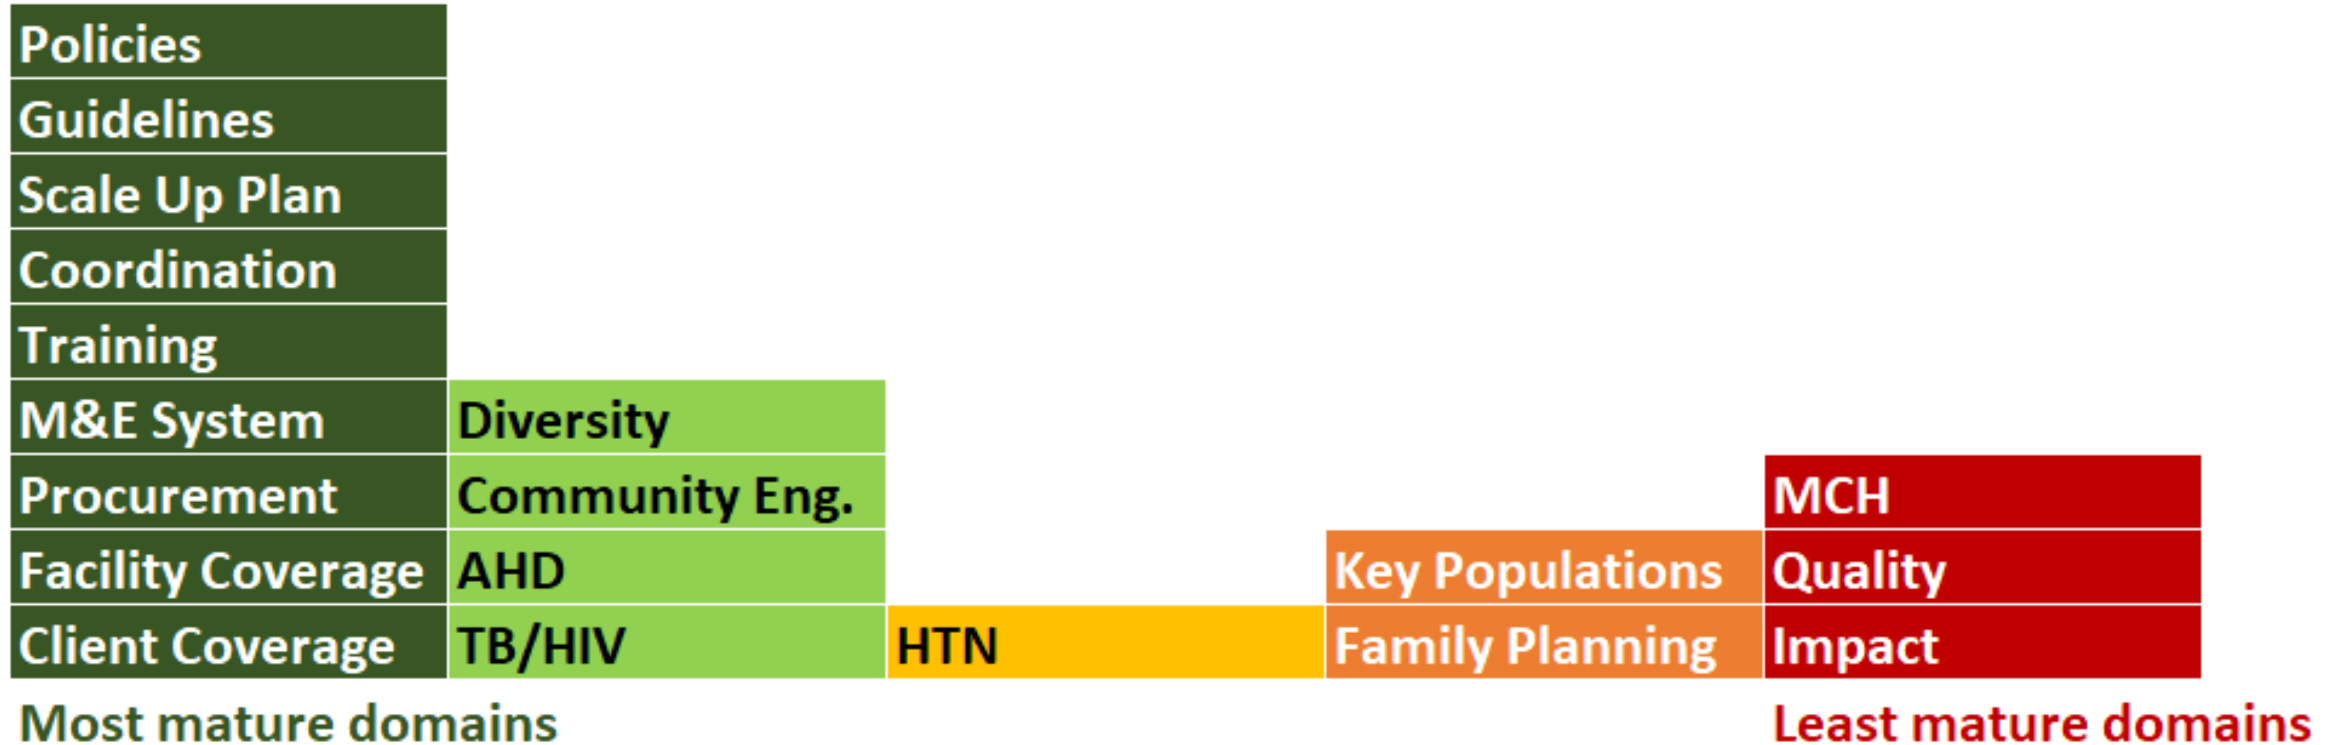 Policies
Guidelines
Scale Up Plan
Coordination
Training
M&E System Diversity
Procurement Community Eng. MCH
Facility Coverage AHD Key Populations Quality
Client Coverage TB/HIV HTN Family Planning Impact
Most mature domains Least mature domains